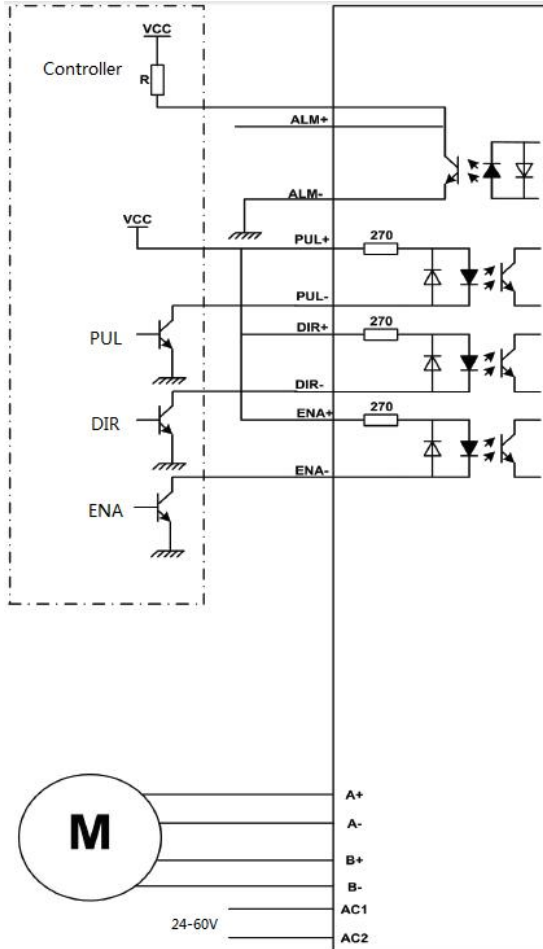 VCC
Controller
R
ALM+
ALM-
VCC
PUL+
270
PUL-
PUL
DIR+
270
DIR-
DIR
ENA+
270
ENA-
ENA
M
A+
A-
B+
B-
24-60V
AC1
AC2